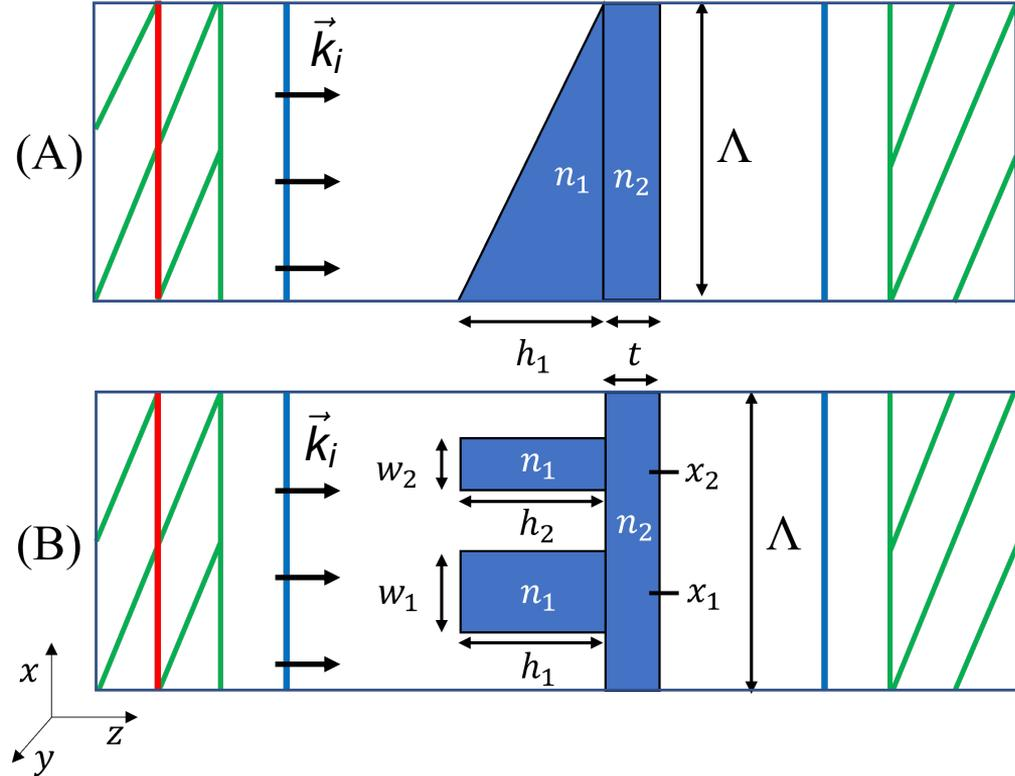 k⃗ᵢ
(A)
n₁ n₂
Λ
h₁ t
k⃗ᵢ
w₂ n₁ x₂
h₂ n₂
(B) Λ
w₁ n₁ x₁
h₁
x
z
y